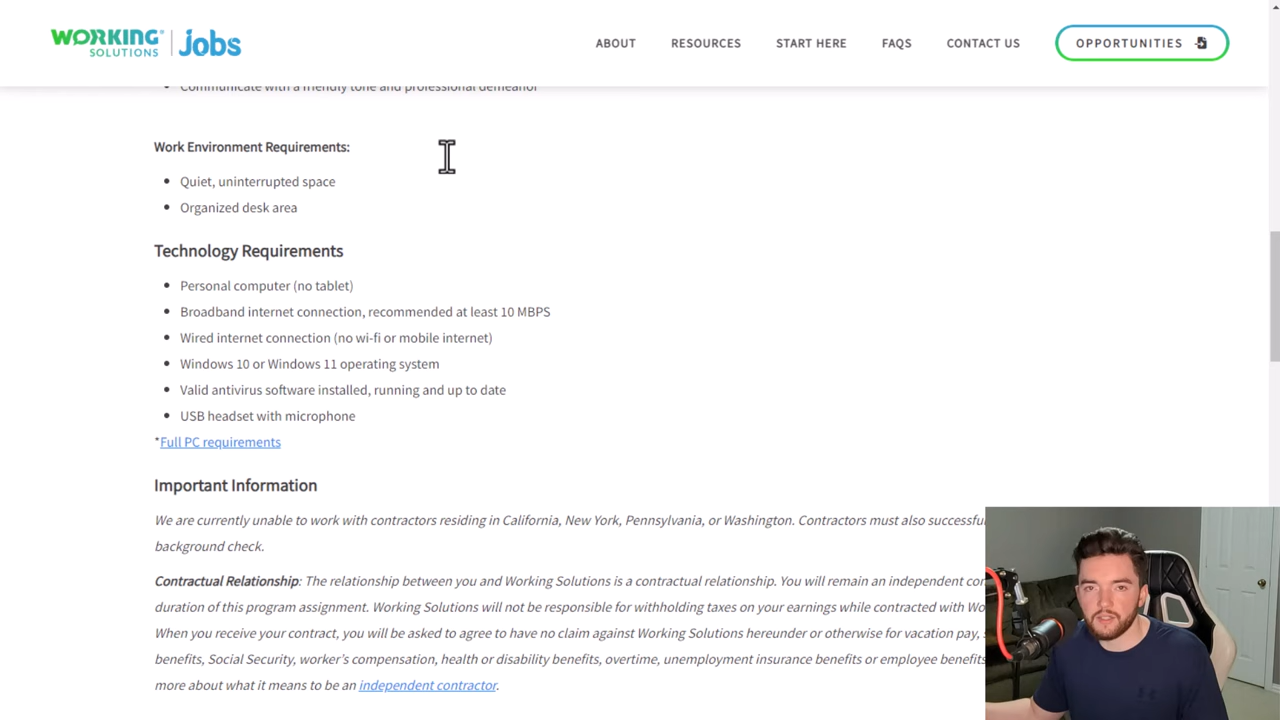 WORKING SOLUTIONS | jobs
ABOUT RESOURCES START HERE FAQS CONTACT US OPPORTUNITIES
Communicate with a friendly tone and professional demeanor
Work Environment Requirements:
Quiet, uninterrupted space
Organized desk area
Technology Requirements
Personal computer (no tablet)
Broadband internet connection, recommended at least 10 MBPS
Wired internet connection (no wi-fi or mobile internet)
Windows 10 or Windows 11 operating system
Valid antivirus software installed, running and up to date
USB headset with microphone
*Full PC requirements
Important Information
We are currently unable to work with contractors residing in California, New York, Pennsylvania, or Washington. Contractors must also
background check.
Contractual Relationship: The relationship between you and Working Solutions is a contractual relationship. You will remain an independent
duration of this program assignment. Working Solutions will not be responsible for withholding taxes on your earnings while contracted with
When you receive your contract, you will be asked to agree to have no claim against Working Solutions hereunder or otherwise for vacation pay,
benefits, Social Security, worker's compensation, health or disability benefits, overtime, unemployment insurance benefits or employee benefits
more about what it means to be an independent contractor.